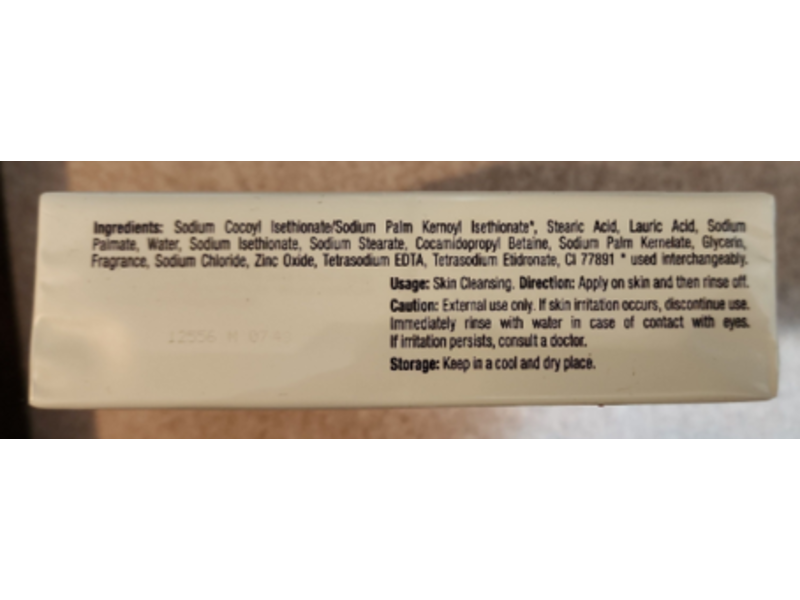 Ingredients: Sodium Cocoyl Isethionate/Sodium Palm Kernoyl Isethionate*, Stearic Acid, Lauric Acid, Sodium
Palmate, Water, Sodium Isethionate, Sodium Stearate, Cocamidopropyl Betaine, Sodium Palm Kernelate, Glycerin,
Fragrance, Sodium Chloride, Zinc Oxide, Tetrasodium EDTA, Tetrasodium Etidronate, CI 77891 * used interchangeably.
Usage: Skin Cleansing. Direction: Apply on skin and then rinse off.
Caution: External use only. If skin irritation occurs, discontinue use.
Immediately rinse with water in case of contact with eyes.
If irritation persists, consult a doctor.
Storage: Keep in a cool and dry place.
12556